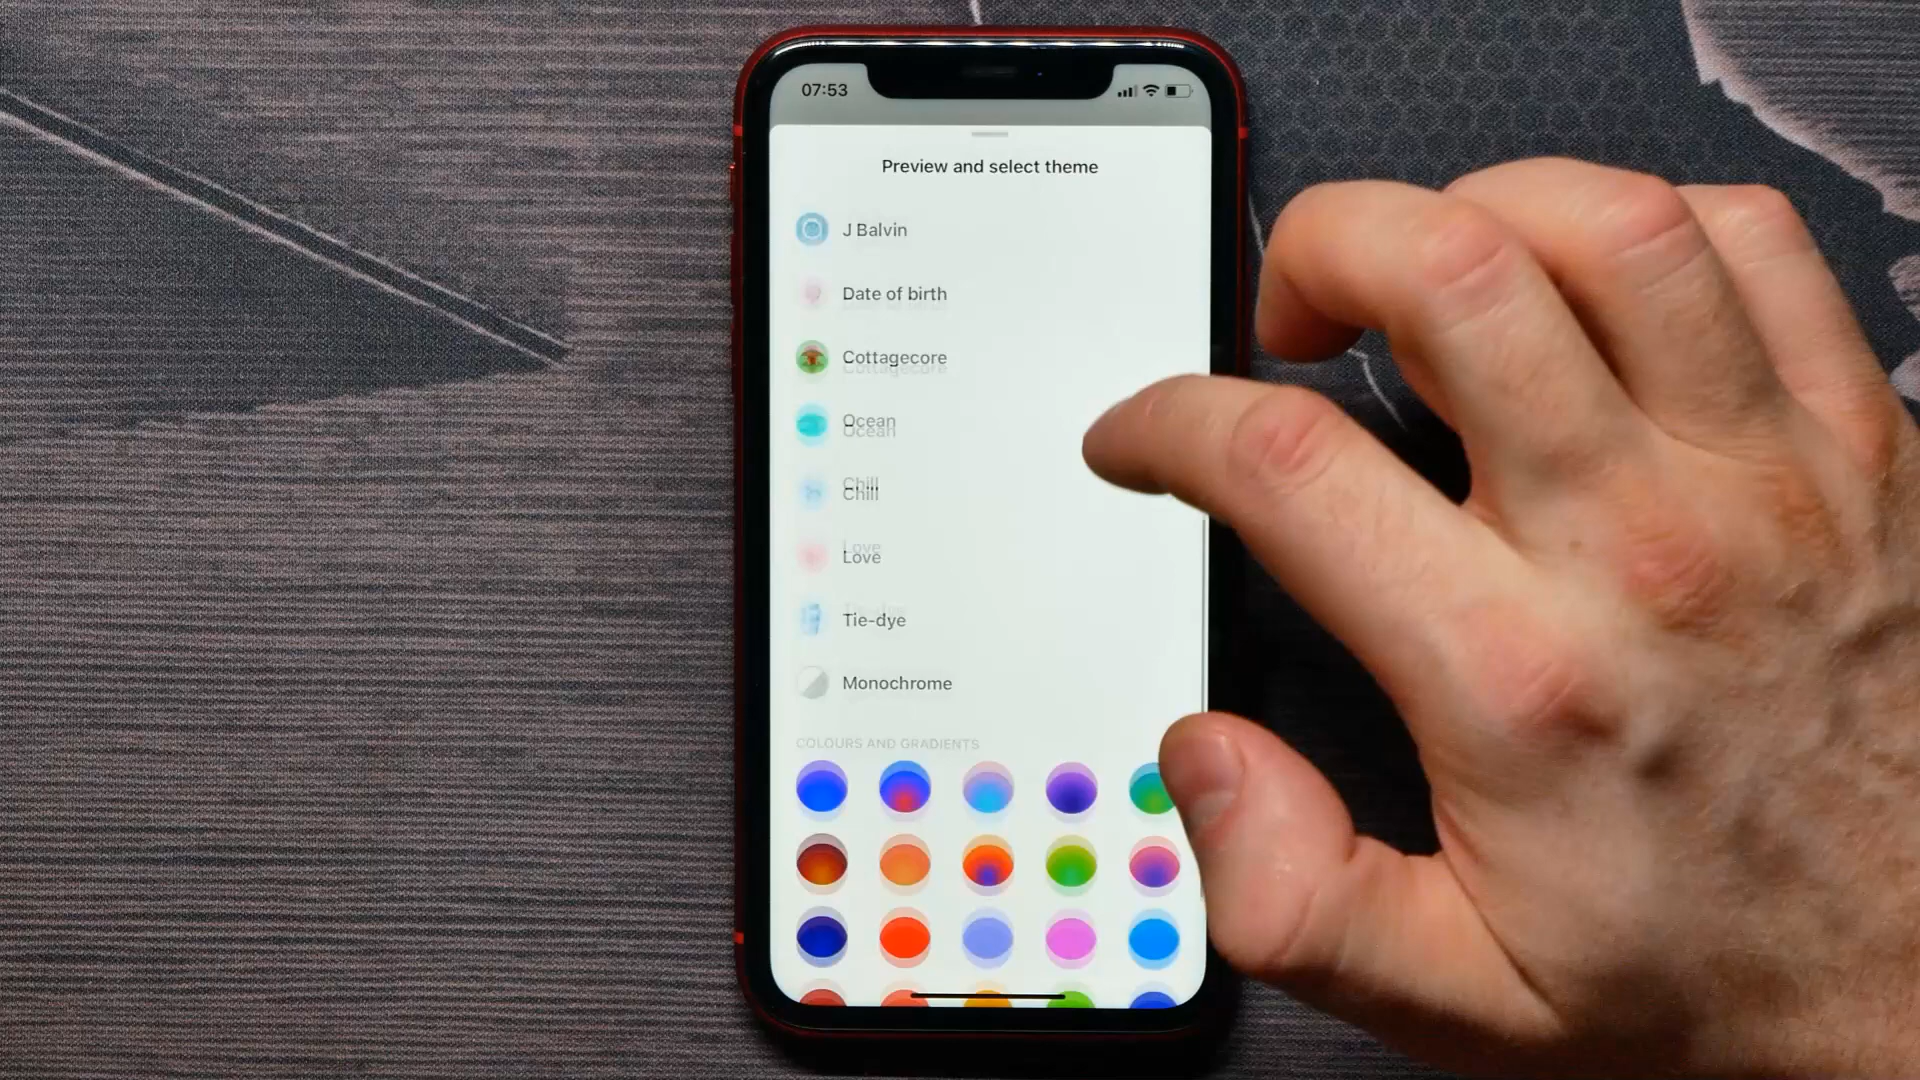 07:53
Preview and select theme
J Balvin
Date of birth
Cottagecore
Ocean
Chill
Love
Tie-dye
Monochrome
COLOURS AND GRADIENTS